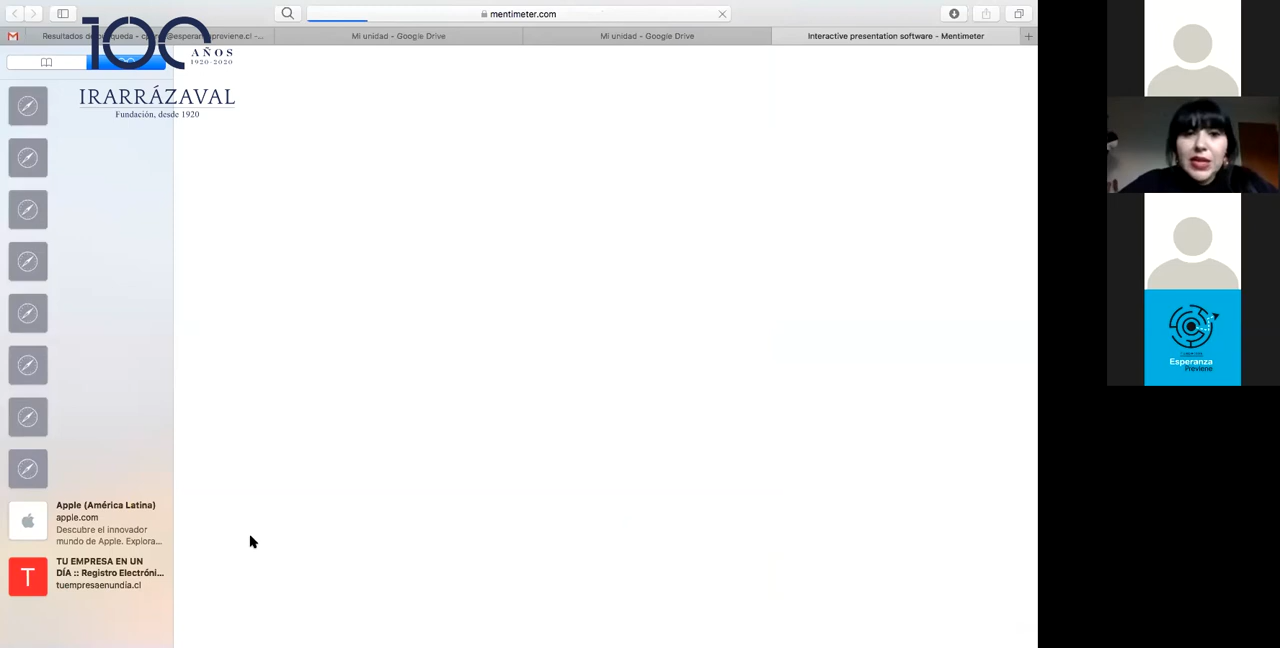 mentimeter.com
Mi unidad - Google Drive
Mi unidad - Google Drive
Interactive presentation software - Mentimeter
100
AÑOS
1920-2020
IRARRÁZAVAL
Fundación, desde 1920
Apple (América Latina)
apple.com
Descubre el innovador
mundo de Apple. Explora...
T
TU EMPRESA EN UN
DÍA :: Registro Electróni...
tuempresaenundia.cl
Esperanza
Previene